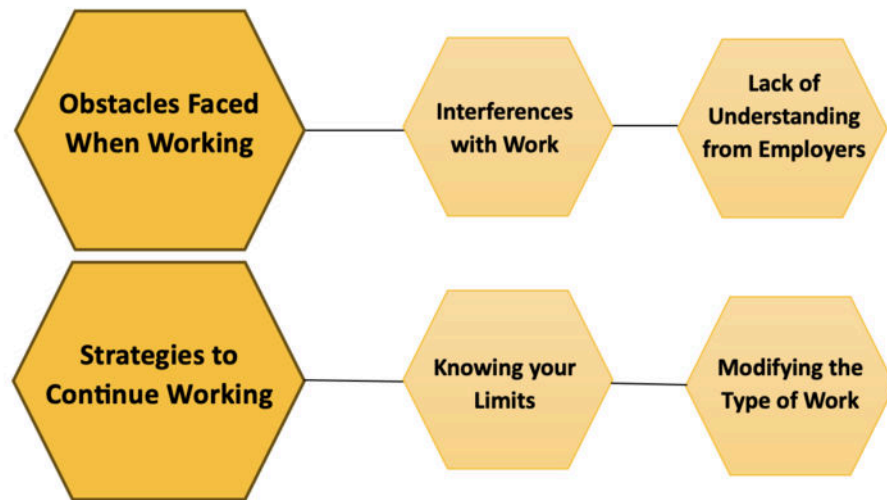 Obstacles Faced
When Working
Interferences
with Work
Lack of
Understanding
from Employers
Strategies to
Continue Working
Knowing your
Limits
Modifying the
Type of Work